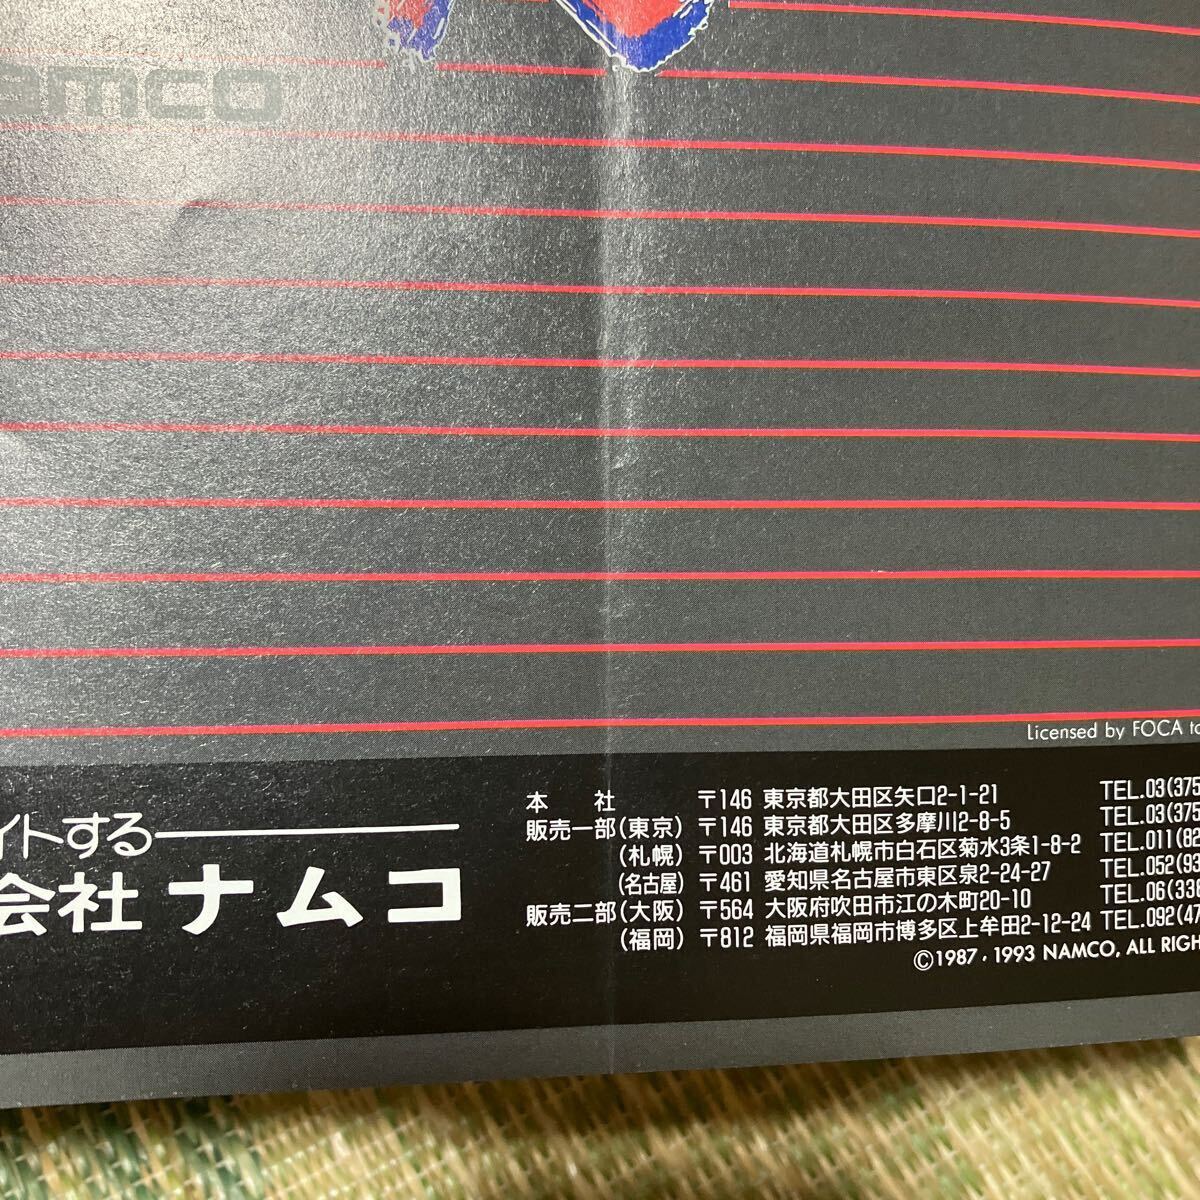 amco
Licensed by FOCA to
イトする
会社 ナムコ
本 社 〒146 東京都大田区矢口2-1-21 TEL.03(375
販売一部(東京) 〒146 東京都大田区多摩川2-8-5 TEL.03(375
(札幌) 〒003 北海道札幌市白石区菊水3条1-8-2 TEL.011(82
(名古屋) 〒461 愛知県名古屋市東区泉2-24-27 TEL.052(93
販売二部(大阪) 〒564 大阪府吹田市江の木町20-10 TEL.06(338
(福岡) 〒812 福岡県福岡市博多区上牟田2-12-24 TEL.092(47
©1987・1993 NAMCO, ALL RIGH